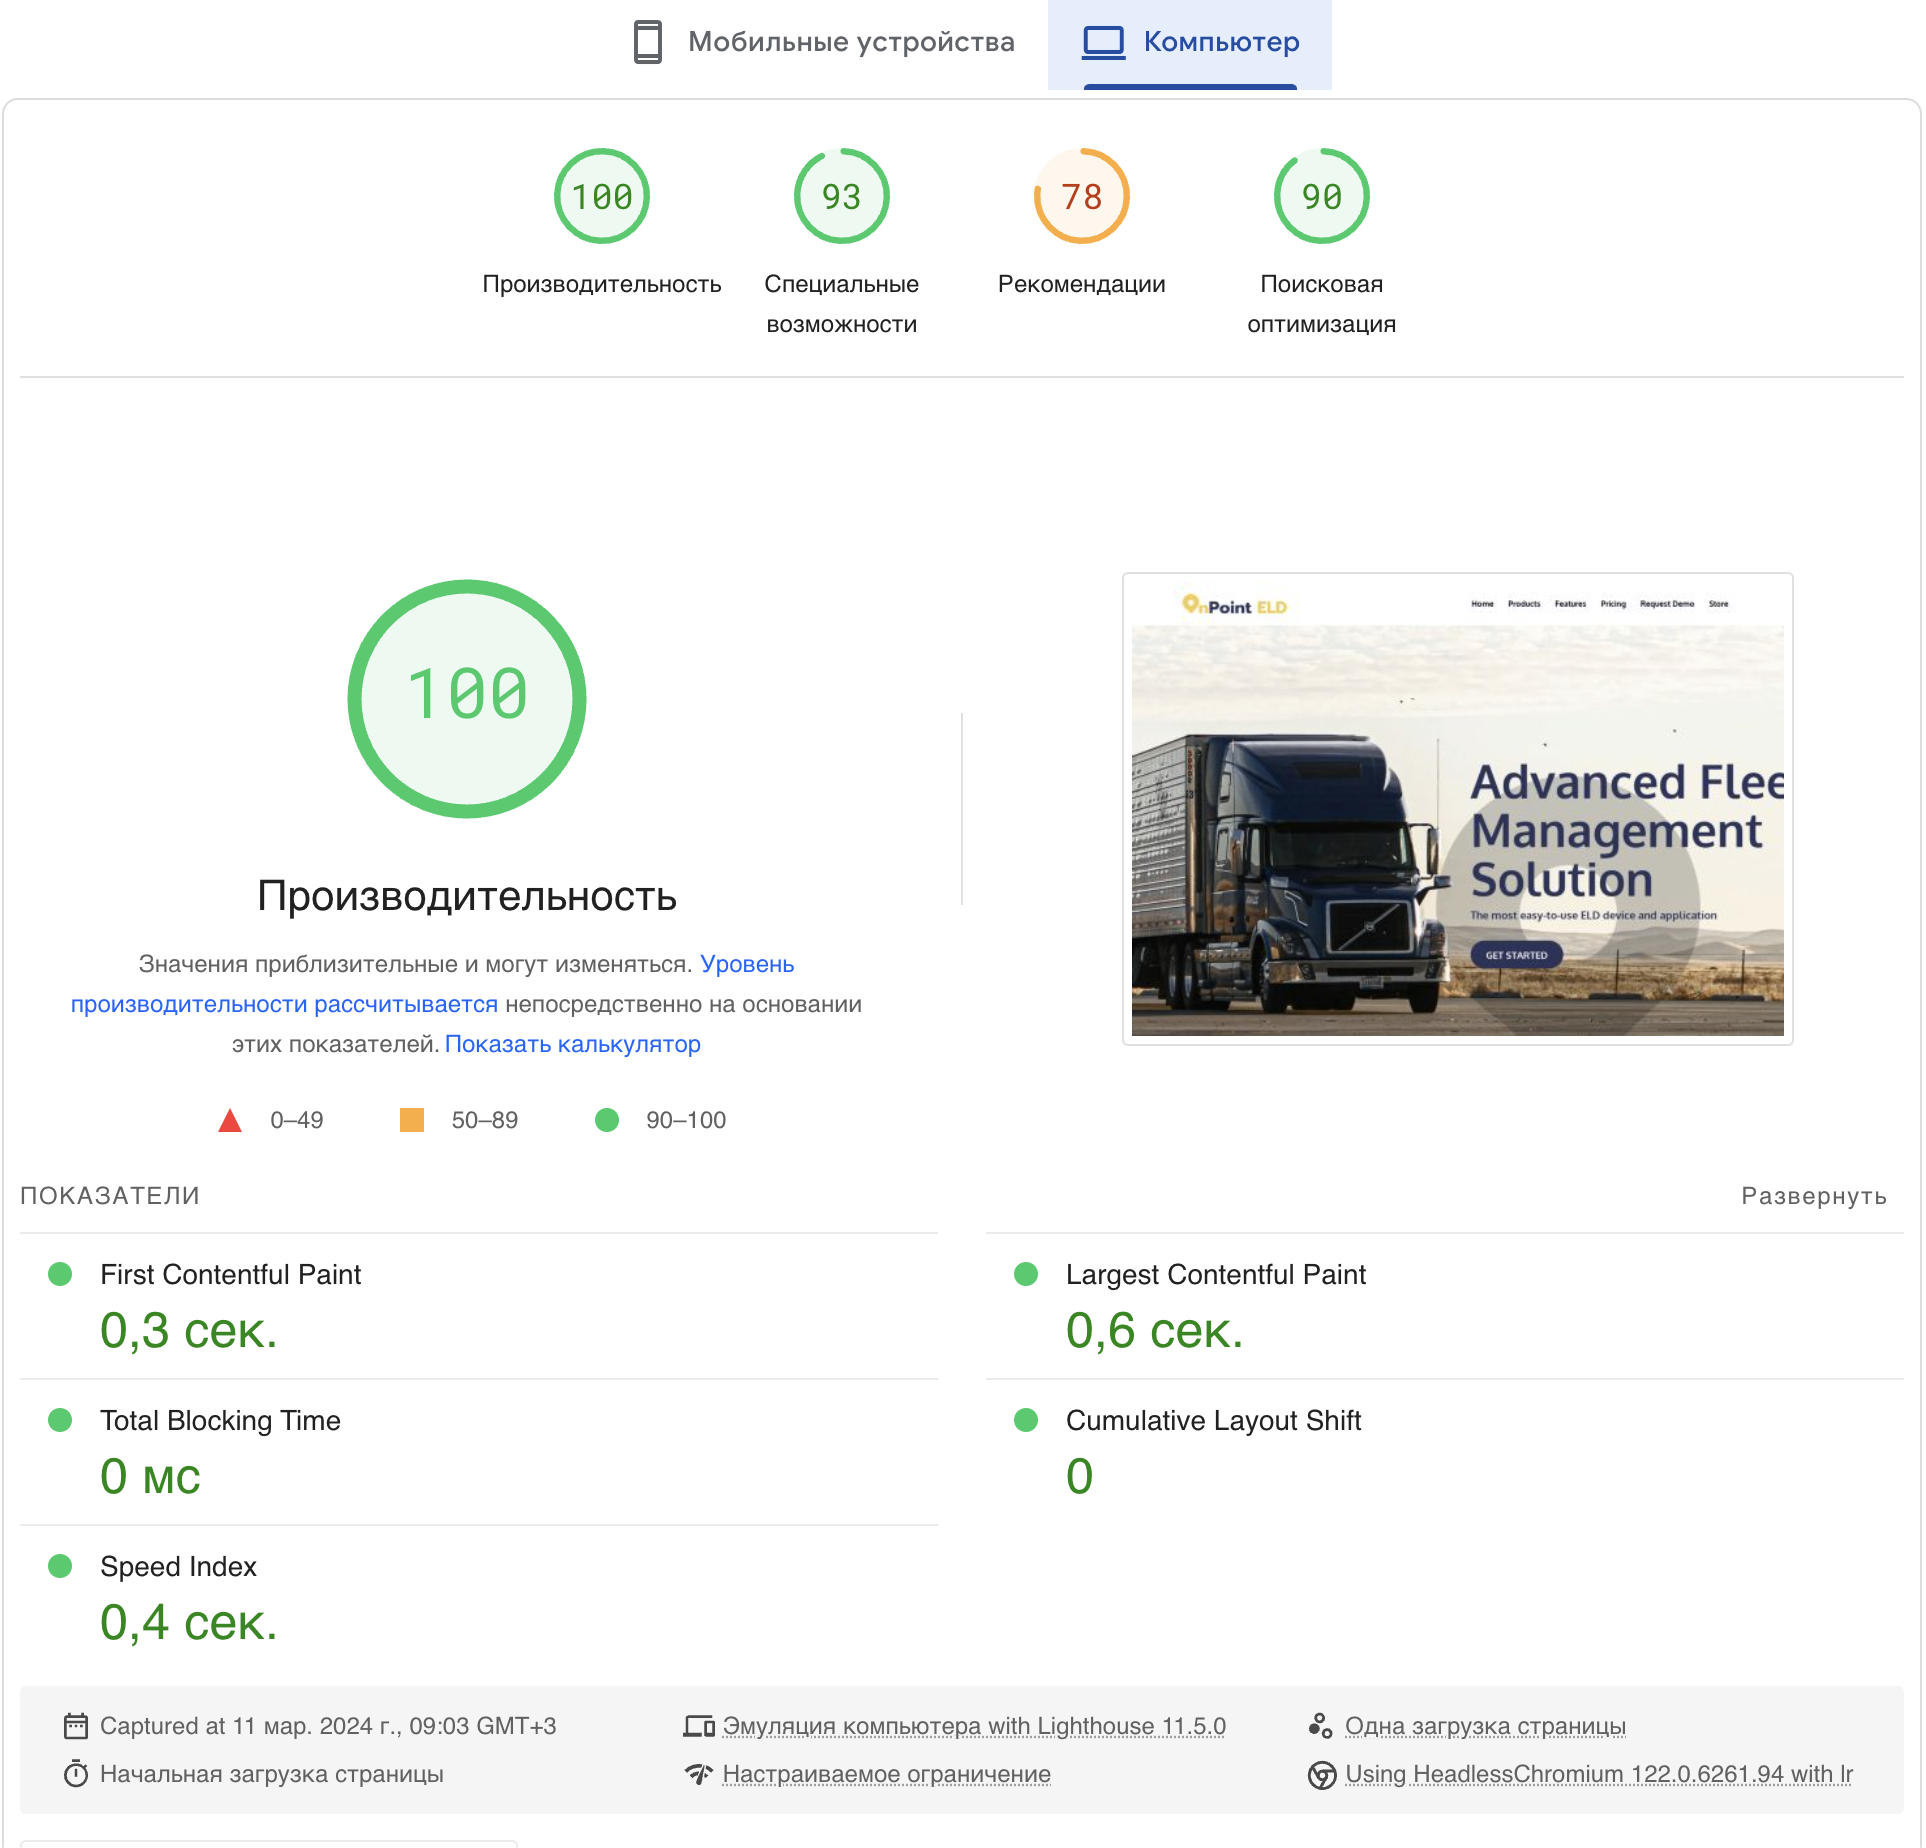 Мобильные устройства
Компьютер
100
93
78
90
Производительность
Специальные
возможности
Рекомендации
Поисковая
оптимизация
100
Производительность
Значения приблизительные и могут изменяться. Уровень
производительности рассчитывается непосредственно на основании
этих показателей. Показать калькулятор
0–49
50–89
90–100
nPoint ELD
Home Products Features Pricing Request Demo Store
Advanced Flee
Management
Solution
The most easy-to-use ELD device and application
GET STARTED
ПОКАЗАТЕЛИ
Развернуть
First Contentful Paint
0,3 сек.
Largest Contentful Paint
0,6 сек.
Total Blocking Time
0 мс
Cumulative Layout Shift
0
Speed Index
0,4 сек.
Captured at 11 мар. 2024 г., 09:03 GMT+3
Эмуляция компьютера with Lighthouse 11.5.0
Одна загрузка страницы
Начальная загрузка страницы
Настраиваемое ограничение
Using HeadlessChromium 122.0.6261.94 with lr